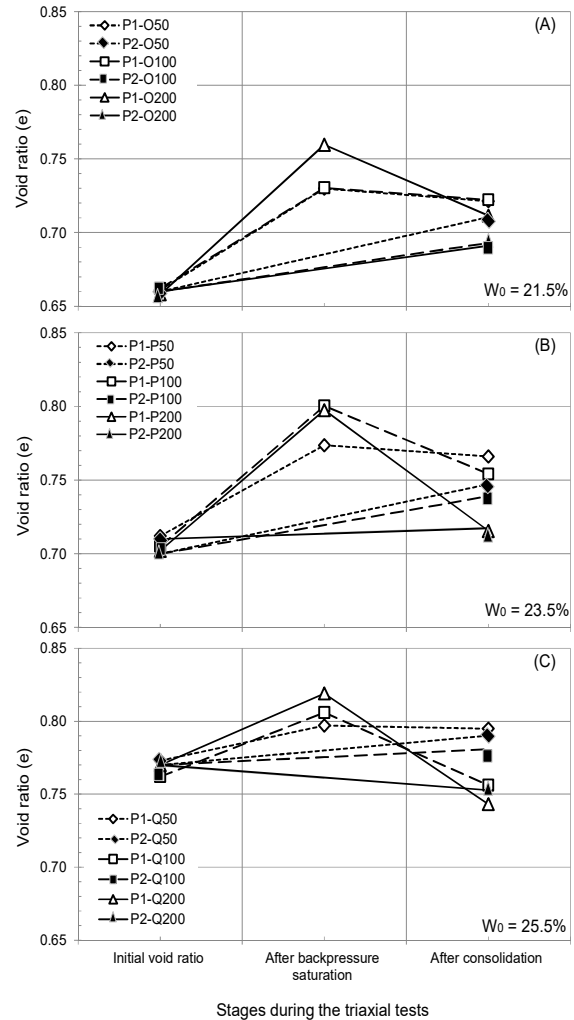 0.85
0.80
0.75
0.70
0.65
Void ratio (e)
P1-O50
P2-O50
P1-O100
P2-O100
P1-O200
P2-O200
(A)
W0 = 21.5%
0.85
0.80
0.75
0.70
0.65
Void ratio (e)
P1-P50
P2-P50
P1-P100
P2-P100
P1-P200
P2-P200
(B)
W0 = 23.5%
0.85
0.80
0.75
0.70
0.65
Void ratio (e)
P1-Q50
P2-Q50
P1-Q100
P2-Q100
P1-Q200
P2-Q200
(C)
W0 = 25.5%
Initial void ratio
After backpressure
saturation
After consolidation
Stages during the triaxial tests